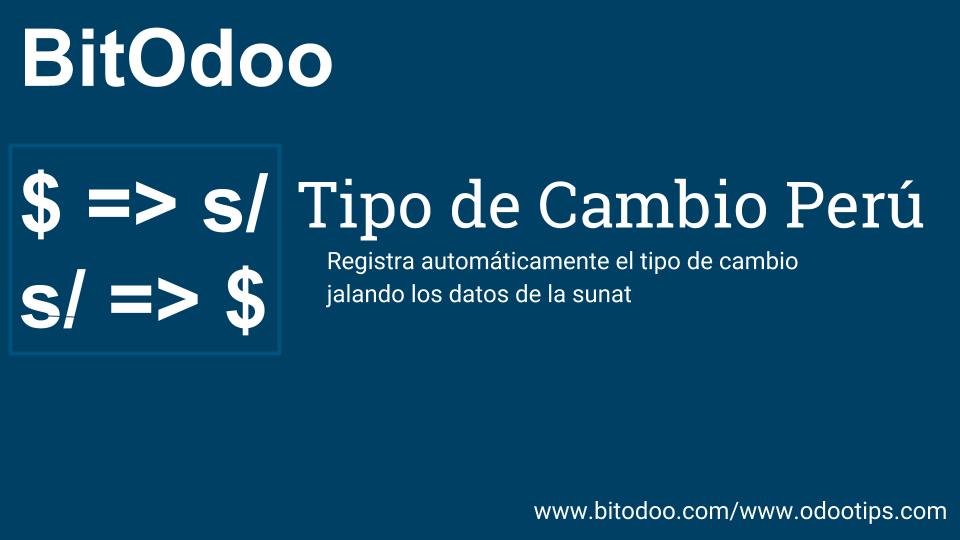 BitOdoo
$ => s/
s/ => $
Tipo de Cambio Perú
Registra automáticamente el tipo de cambio
jalando los datos de la sunat
www.bitodoo.com/www.odootips.com